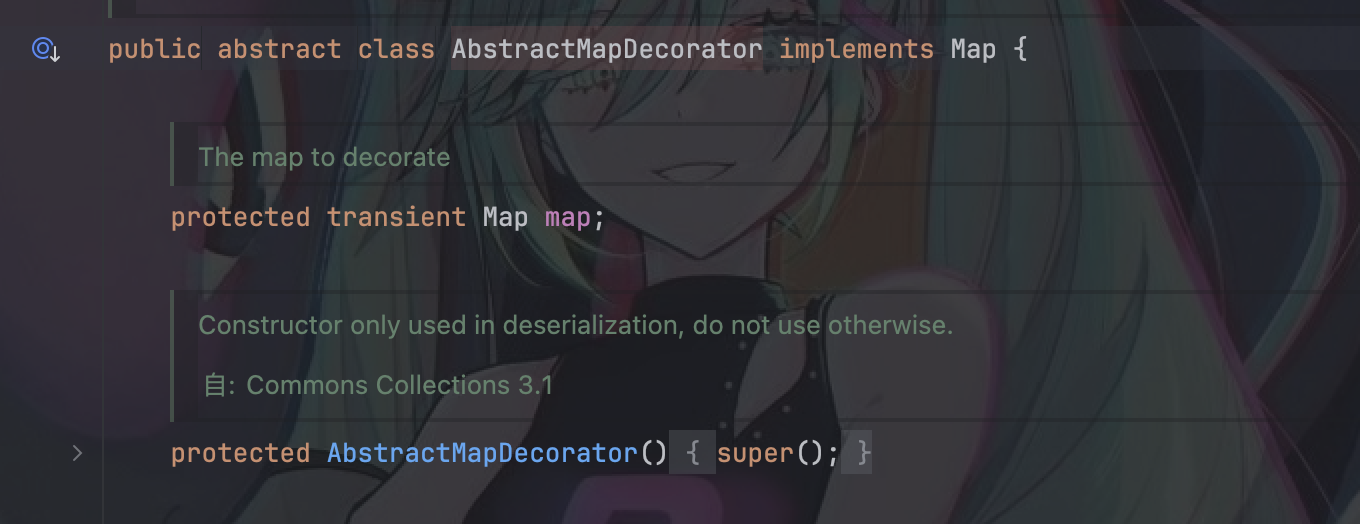 public abstract class AbstractMapDecorator implements Map {
The map to decorate
protected transient Map map;
Constructor only used in deserialization, do not use otherwise.
自: Commons Collections 3.1
protected AbstractMapDecorator() { super(); }